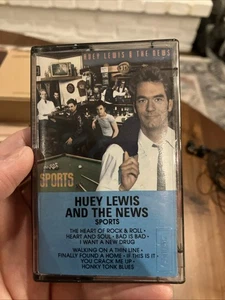 HUEY LEWIS & THE NEWS
SPORTS
HUEY LEWIS
AND THE NEWS
SPORTS
THE HEART OF ROCK & ROLL •
HEART AND SOUL • BAD IS BAD •
I WANT A NEW DRUG
WALKING ON A THIN LINE •
FINALLY FOUND A HOME • IF THIS IS IT •
YOU CRACK ME UP •
HONKY TONK BLUES